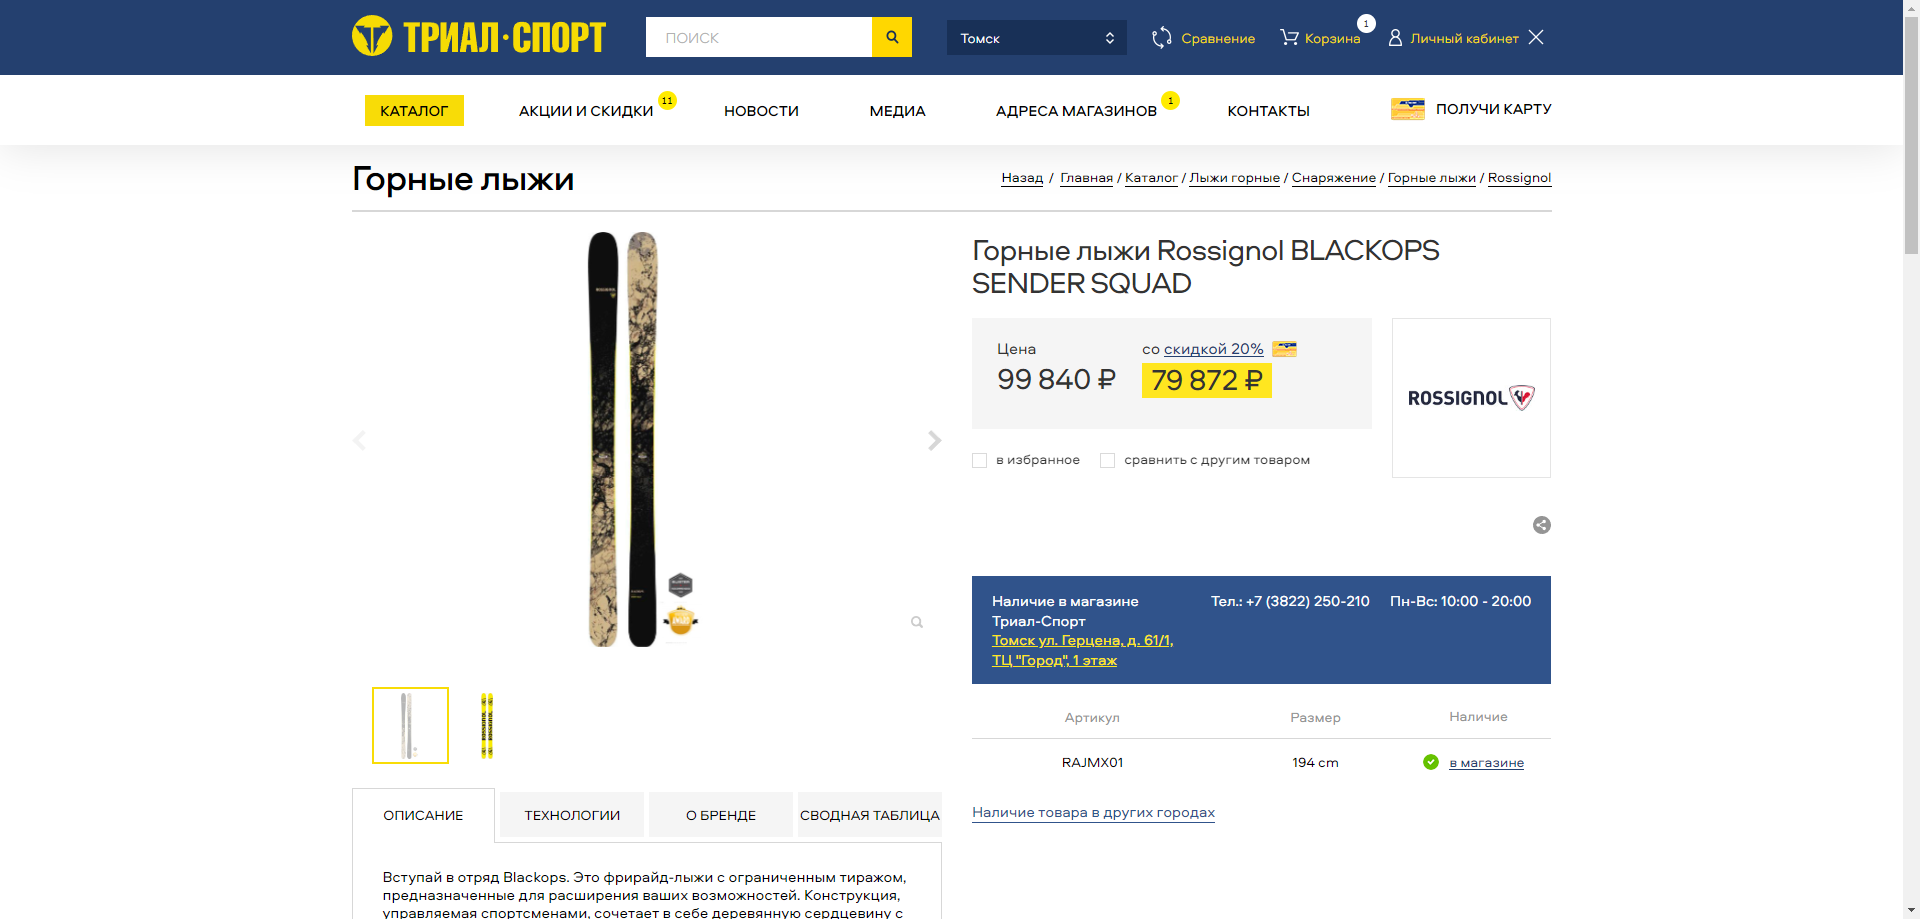 ТРИАЛ·СПОРТ
ПОИСК
Томск
Сравнение
Корзина
1
Личный кабинет
КАТАЛОГ
АКЦИИ И СКИДКИ
11
НОВОСТИ
МЕДИА
АДРЕСА МАГАЗИНОВ
1
КОНТАКТЫ
ПОЛУЧИ КАРТУ
Горные лыжи
Назад / Главная / Каталог / Лыжи горные / Снаряжение / Горные лыжи / Rossignol
Горные лыжи Rossignol BLACKOPS
SENDER SQUAD
Цена
99 840 ₽
со скидкой 20%
79 872 ₽
ROSSIGNOL
в избранное
сравнить с другим товаром
Наличие в магазине
Триал-Спорт
Томск ул. Герцена, д. 61/1,
ТЦ "Город", 1 этаж
Тел.: +7 (3822) 250-210
Пн-Вс: 10:00 - 20:00
Артикул Размер Наличие
RAJMX01 194 cm в магазине
Наличие товара в других городах
ROSSIGNOL ROSSIGNOL
ОПИСАНИЕ
ТЕХНОЛОГИИ
О БРЕНДЕ
СВОДНАЯ ТАБЛИЦА
Вступай в отряд Blackops. Это фрирайд-лыжи с ограниченным тиражом,
предназначенные для расширения ваших возможностей. Конструкция,
управляемая спортсменами, сочетает в себе деревянную сердцевину с